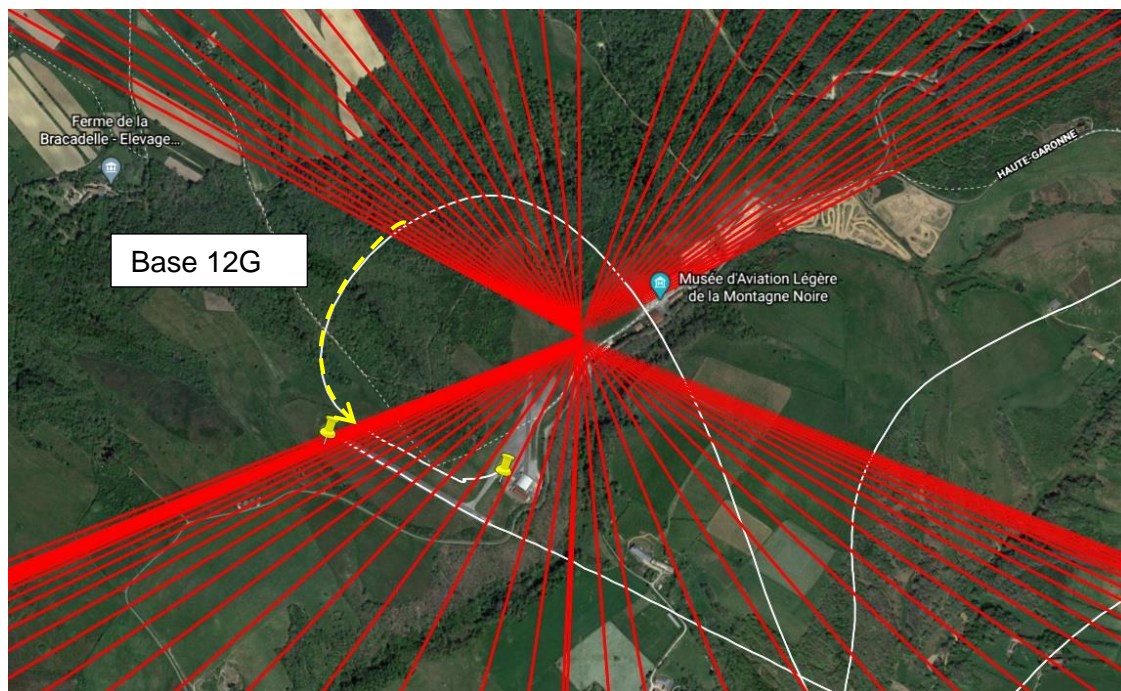 Ferme de la
Bracadelle - Elevage...
HAUTE-GARONNE
Base 12G
Musée d'Aviation Légère
de la Montagne Noire